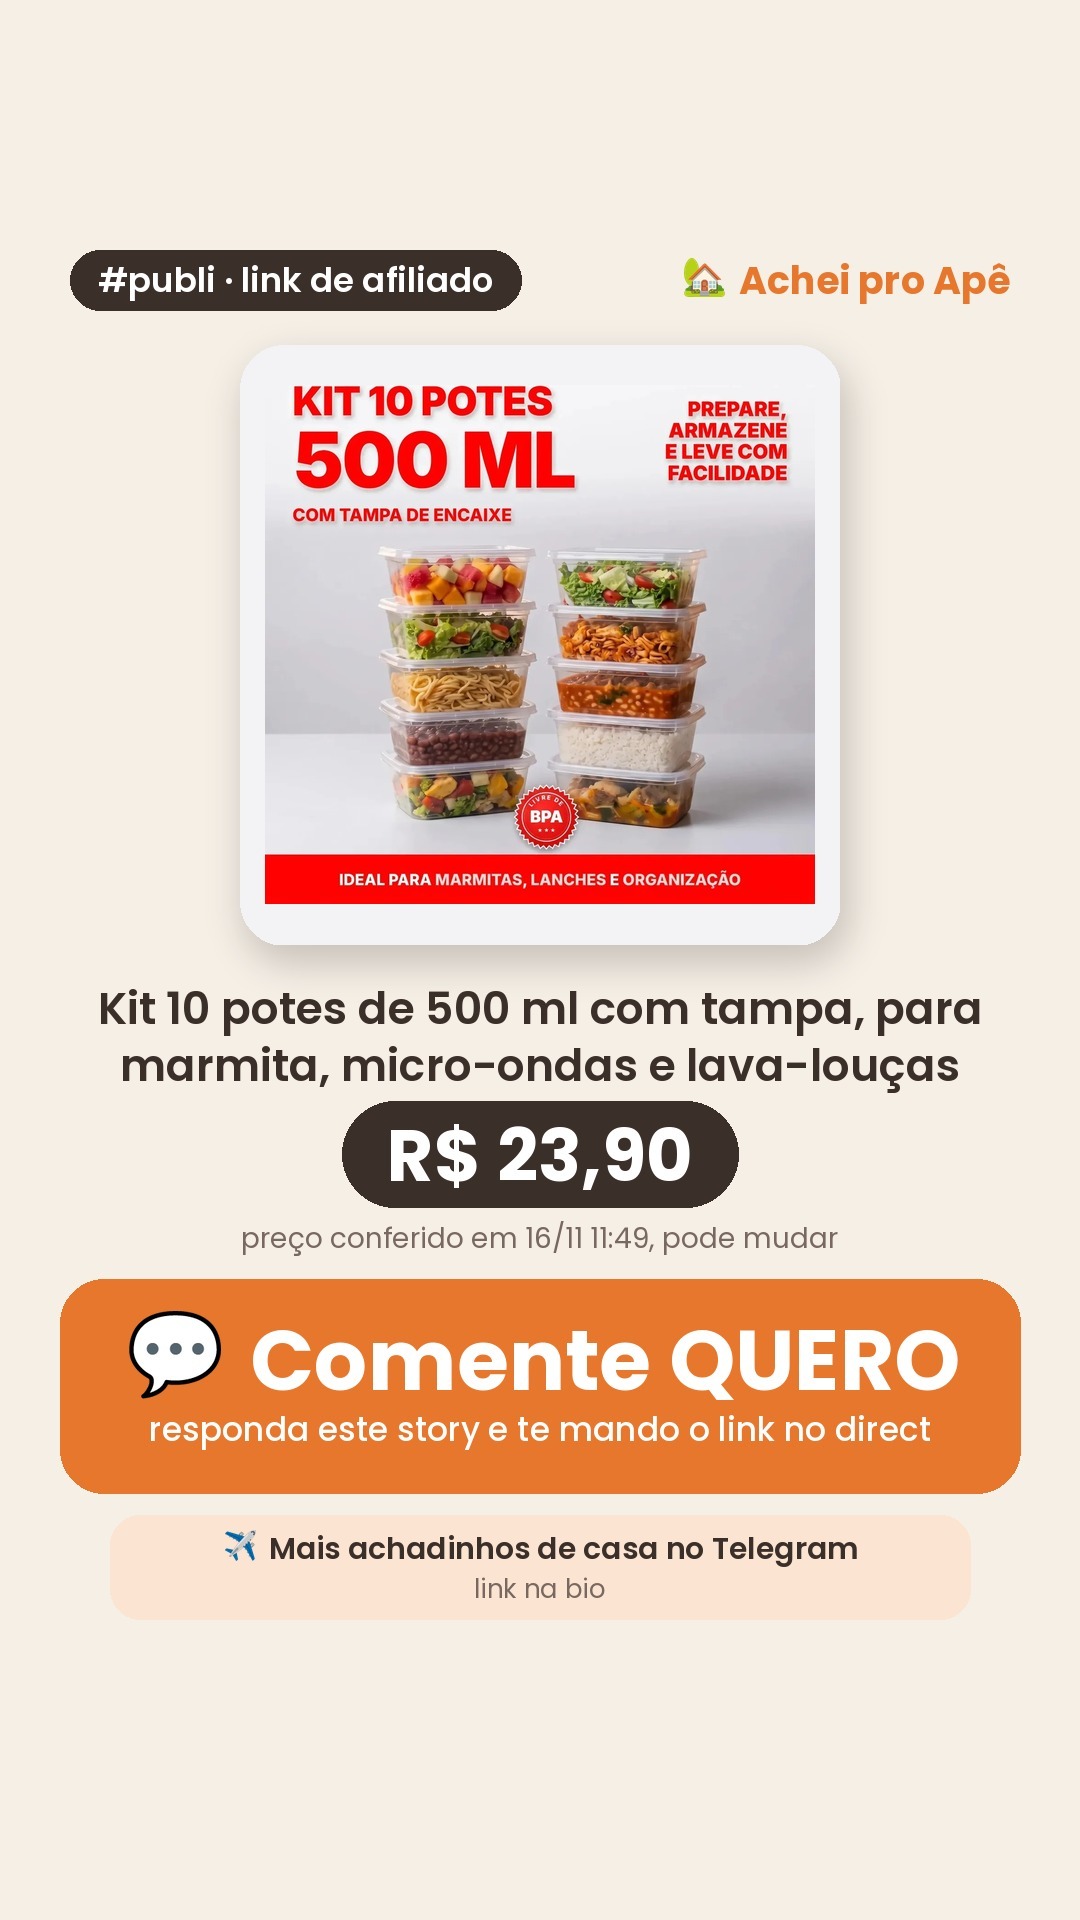 #publi · link de afiliado
🏡 Achei pro Apê
KIT 10 POTES
500 ML
COM TAMPA DE ENCAIXE
PREPARE,
ARMAZENE
E LEVE COM
FACILIDADE
LIVRE DE
BPA
IDEAL PARA MARMITAS, LANCHES E ORGANIZAÇÃO
Kit 10 potes de 500 ml com tampa, para
marmita, micro-ondas e lava-louças
R$ 23,90
preço conferido em 16/11 11:49, pode mudar
💬 Comente QUERO
responda este story e te mando o link no direct
✈️ Mais achadinhos de casa no Telegram
link na bio